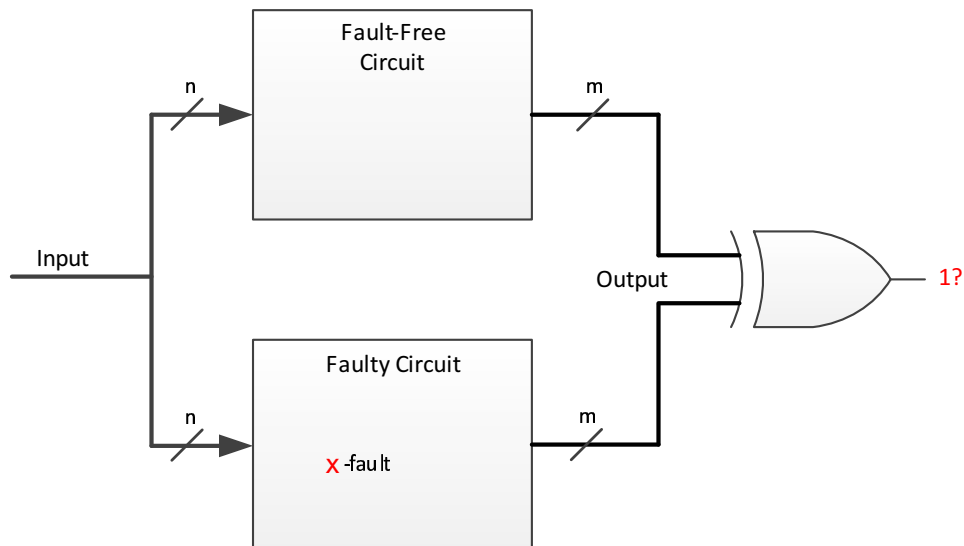 Fault-Free
Circuit
n
m
Input
Output
1?
Faulty Circuit
n
m
x -fault